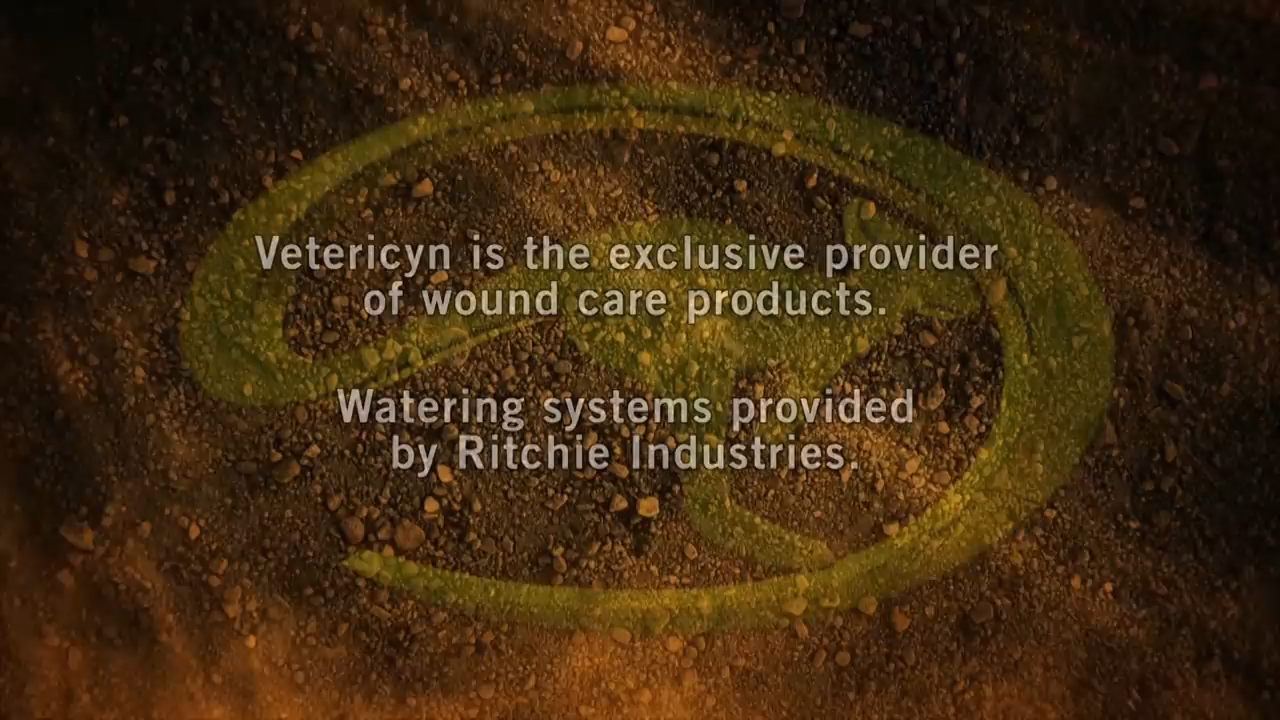 Vetericyn is the exclusive provider
of wound care products.
Watering systems provided
by Ritchie Industries.